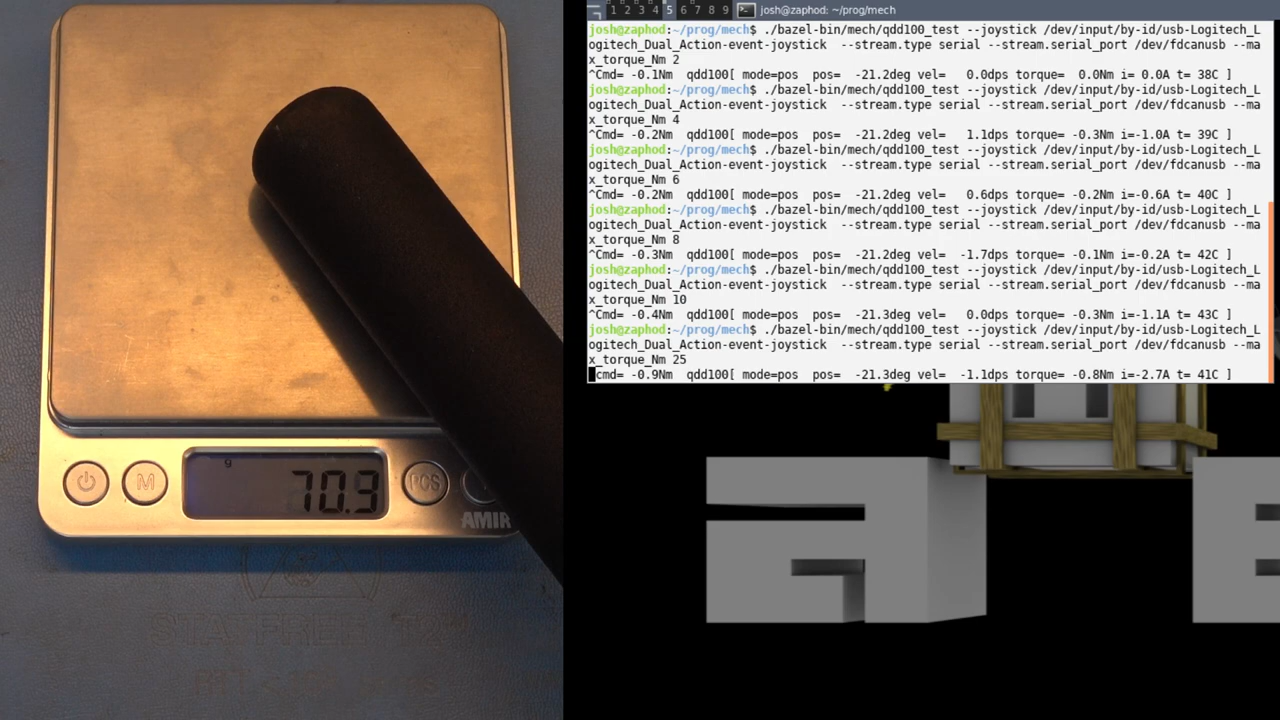 g
70.3
M
PCS
AMIR
1 2 3 4 5 6 7 8 9 josh@zaphod: ~/prog/mech
josh@zaphod:~/prog/mech$ ./bazel-bin/mech/qdd100_test --joystick /dev/input/by-id/usb-Logitech_L
ogitech_Dual_Action-event-joystick  --stream.type serial --stream.serial_port /dev/fdcanusb --ma
x_torque_Nm 2
^Cmd= -0.1Nm  qdd100[ mode=pos  pos=  -21.2deg vel=   0.0dps torque=  0.0Nm i= 0.0A t= 38C ]
josh@zaphod:~/prog/mech$ ./bazel-bin/mech/qdd100_test --joystick /dev/input/by-id/usb-Logitech_L
ogitech_Dual_Action-event-joystick  --stream.type serial --stream.serial_port /dev/fdcanusb --ma
x_torque_Nm 4
^Cmd= -0.2Nm  qdd100[ mode=pos  pos=  -21.2deg vel=   1.1dps torque= -0.3Nm i=-1.0A t= 39C ]
josh@zaphod:~/prog/mech$ ./bazel-bin/mech/qdd100_test --joystick /dev/input/by-id/usb-Logitech_L
ogitech_Dual_Action-event-joystick  --stream.type serial --stream.serial_port /dev/fdcanusb --ma
x_torque_Nm 6
^Cmd= -0.2Nm  qdd100[ mode=pos  pos=  -21.2deg vel=   0.6dps torque= -0.2Nm i=-0.6A t= 40C ]
josh@zaphod:~/prog/mech$ ./bazel-bin/mech/qdd100_test --joystick /dev/input/by-id/usb-Logitech_L
ogitech_Dual_Action-event-joystick  --stream.type serial --stream.serial_port /dev/fdcanusb --ma
x_torque_Nm 8
^Cmd= -0.3Nm  qdd100[ mode=pos  pos=  -21.2deg vel=  -1.7dps torque= -0.1Nm i=-0.2A t= 42C ]
josh@zaphod:~/prog/mech$ ./bazel-bin/mech/qdd100_test --joystick /dev/input/by-id/usb-Logitech_L
ogitech_Dual_Action-event-joystick  --stream.type serial --stream.serial_port /dev/fdcanusb --ma
x_torque_Nm 10
^Cmd= -0.4Nm  qdd100[ mode=pos  pos=  -21.3deg vel=   0.0dps torque= -0.3Nm i=-1.1A t= 43C ]
josh@zaphod:~/prog/mech$ ./bazel-bin/mech/qdd100_test --joystick /dev/input/by-id/usb-Logitech_L
ogitech_Dual_Action-event-joystick  --stream.type serial --stream.serial_port /dev/fdcanusb --ma
x_torque_Nm 25
cmd= -0.9Nm  qdd100[ mode=pos  pos=  -21.3deg vel=  -1.1dps torque= -0.8Nm i=-2.7A t= 41C ]